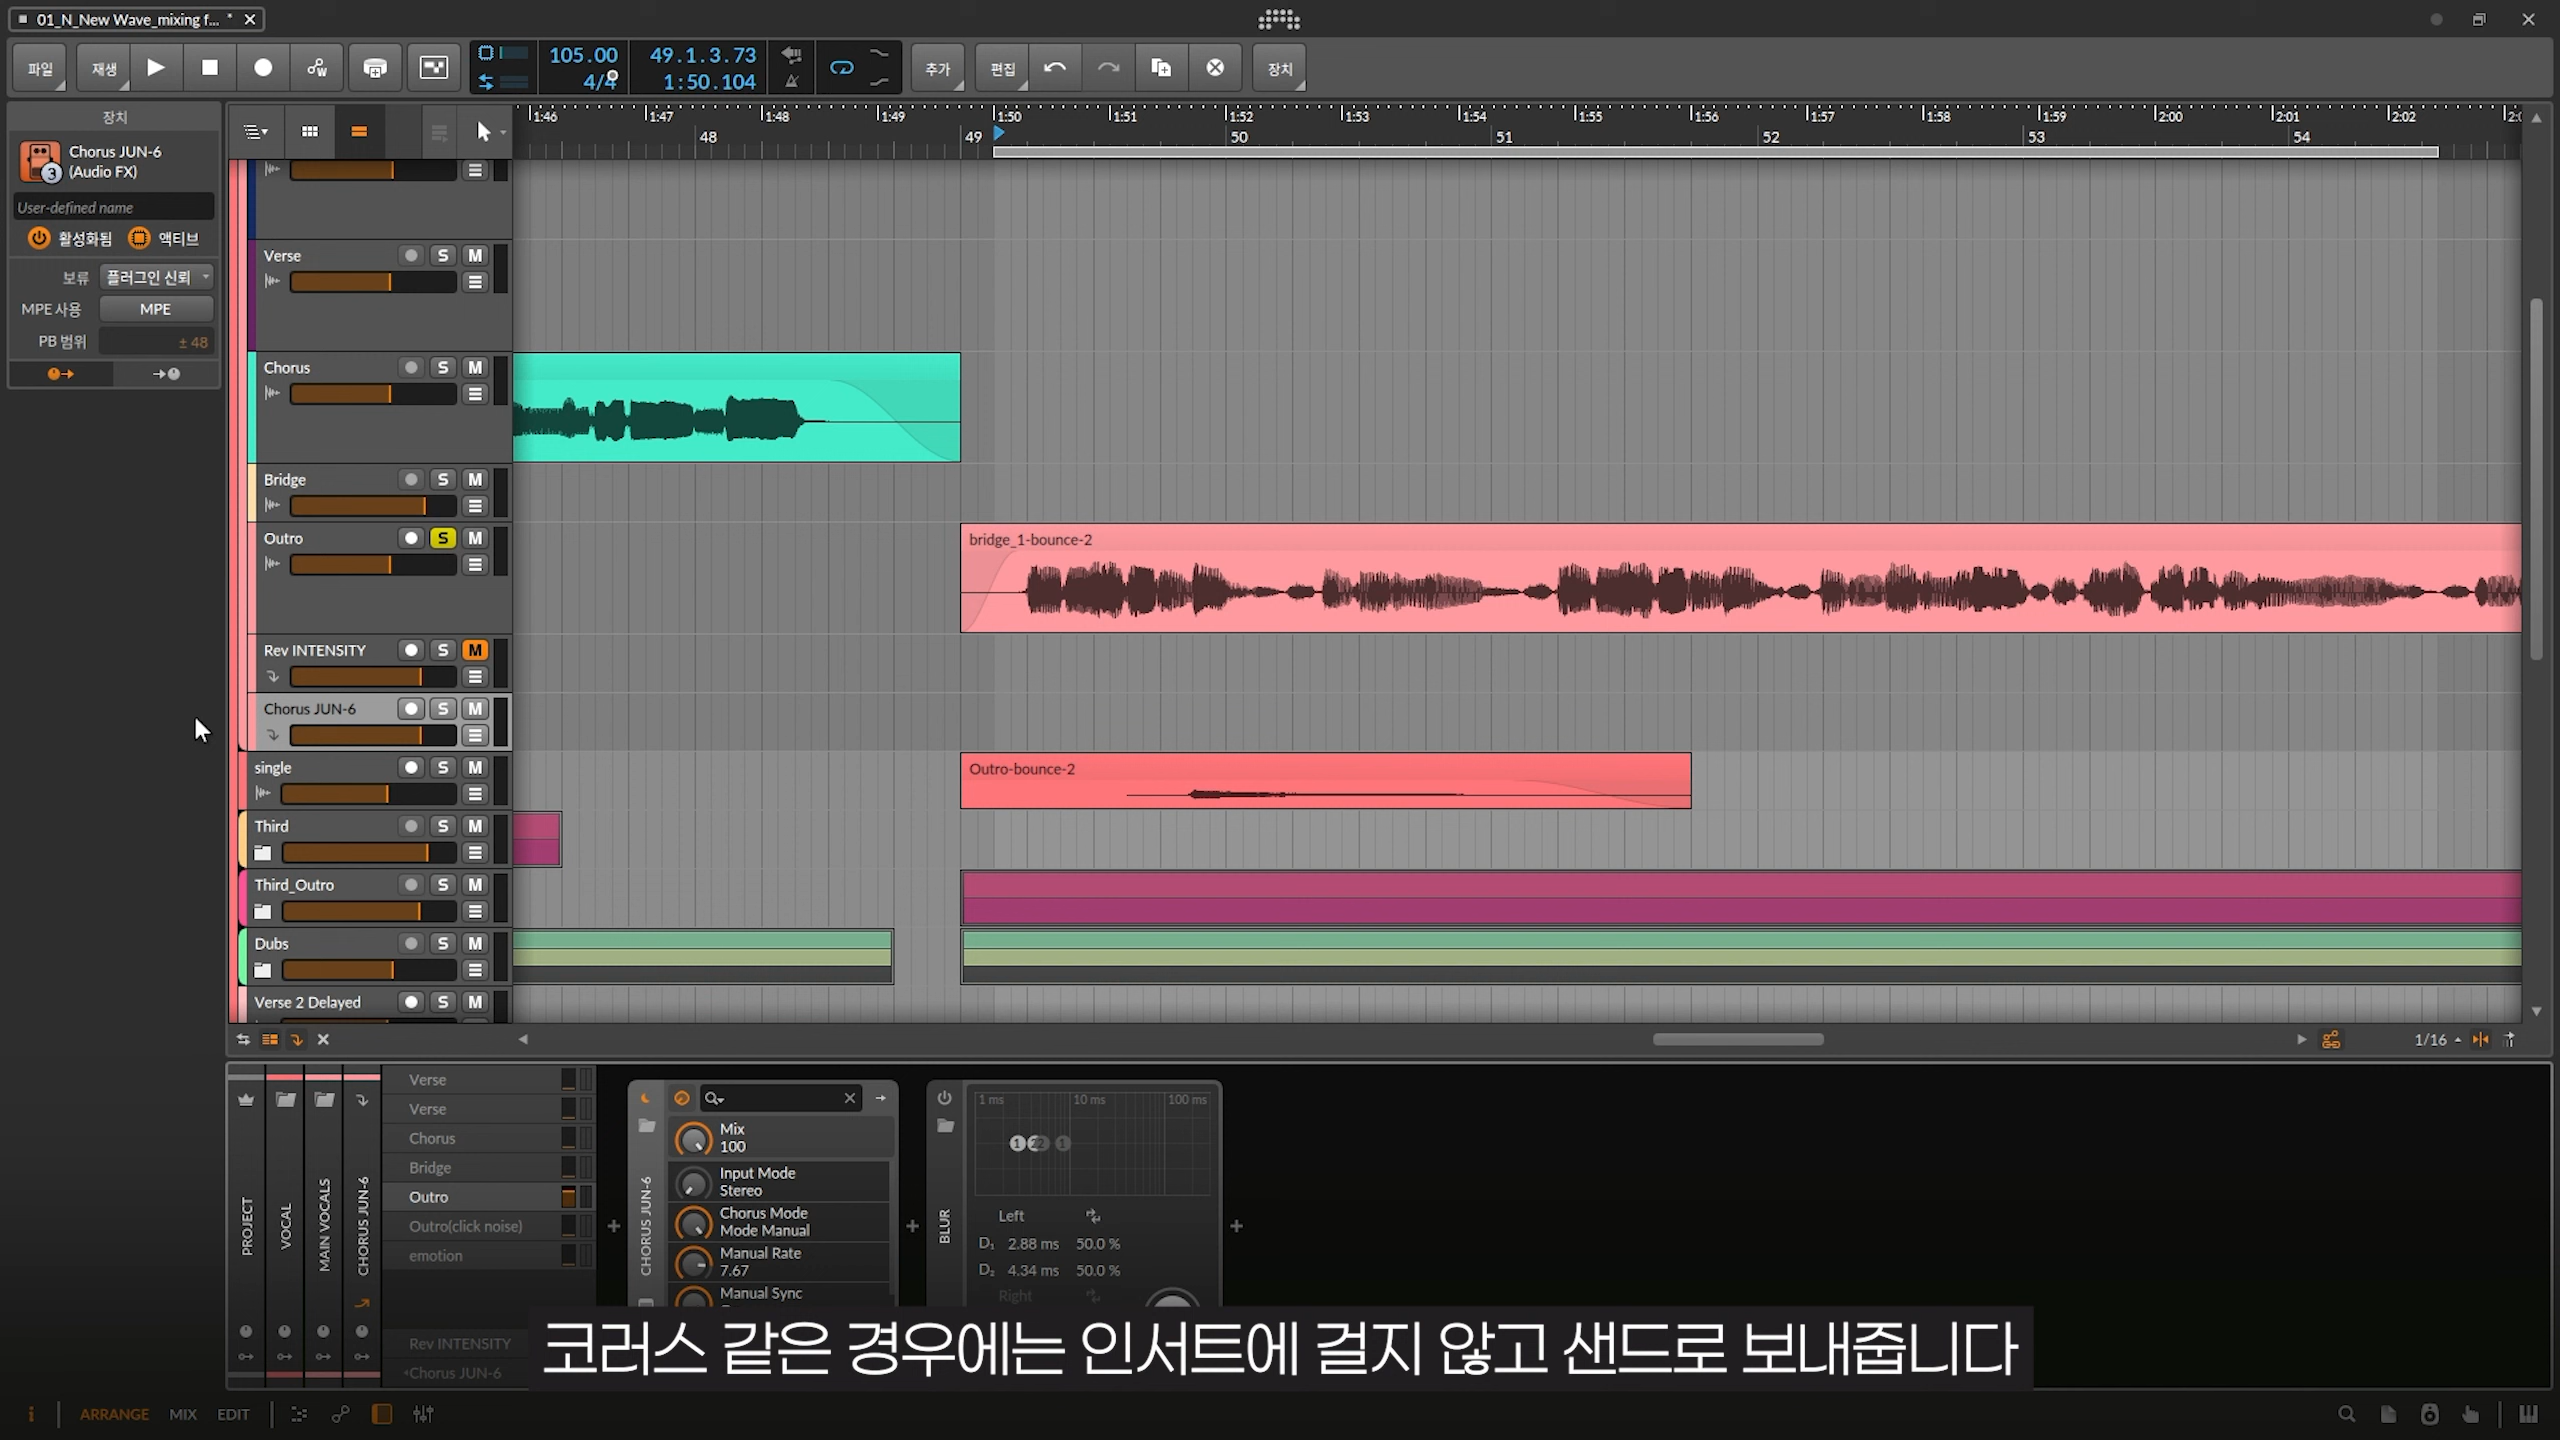 01_N_New Wave_mixing f... *
파일
재생
105.00
4/4
49.1.3.73
1:50.104
추가
편집
장치
장치
Chorus JUN-6
(Audio FX)
3
User-defined name
활성화됨
액티브
보류
플러그인 신뢰
MPE 사용
MPE
PB 범위
± 48
1:46 1:47 1:48 1:49 1:50 1:51 1:52 1:53 1:54 1:55 1:56 1:57 1:58 1:59 2:00 2:01 2:02
48 49 50 51 52 53 54
Verse S M
Chorus S M
Bridge S M
Outro S M
bridge_1-bounce-2
Rev INTENSITY S M
Chorus JUN-6 S M
single S M
Outro-bounce-2
Third S M
Third_Outro S M
Dubs S M
Verse 2 Delayed S M
1/16
PROJECT
VOCAL
MAIN VOCALS
CHORUS JUN-6
Verse
Verse
Chorus
Bridge
Outro
Outro(click noise)
emotion
Rev INTENSITY
Chorus JUN-6
CHORUS JUN-6
Mix
100
Input Mode
Stereo
Chorus Mode
Mode Manual
Manual Rate
7.67
Manual Sync
BLUR
1 ms 10 ms 100 ms
Left
D₁ 2.88 ms 50.0 %
D₂ 4.34 ms 50.0 %
Right
코러스 같은 경우에는 인서트에 걸지 않고 샌드로 보내줍니다
ARRANGE MIX EDIT